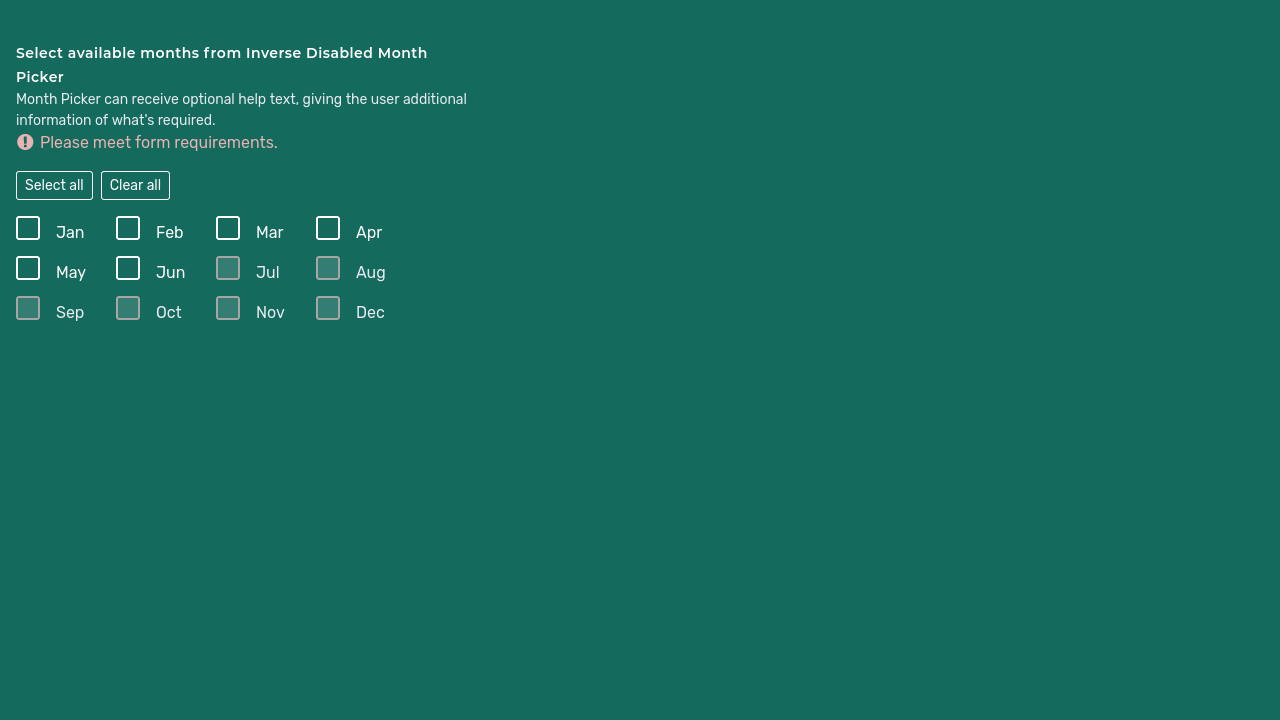 Select available months from Inverse Disabled Month
Picker
Month Picker can receive optional help text, giving the user additional
information of what's required.
Please meet form requirements.
Select all Clear all
Jan Feb Mar Apr
May Jun Jul Aug
Sep Oct Nov Dec